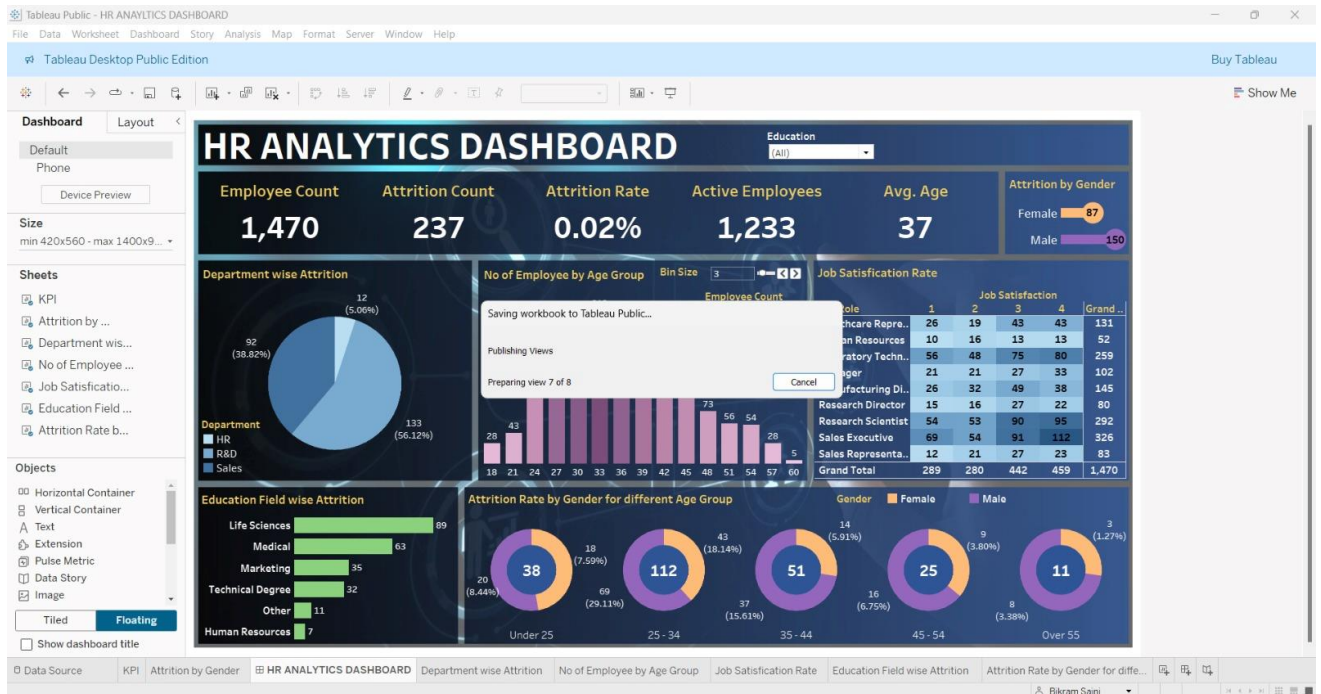 Tableau Public - HR ANAYLTICS DASHBOARD
File Data Worksheet Dashboard Story Analysis Map Format Server Window Help
Tableau Desktop Public Edition
Buy Tableau
Show Me
Dashboard Layout
Default
Phone
Device Preview
Size
min 420x560 - max 1400x9...
Sheets
KPI
Attrition by ...
Department wis...
No of Employee ...
Job Satisficatio...
Education Field ...
Attrition Rate b...
Objects
Horizontal Container
Vertical Container
Text
Extension
Pulse Metric
Data Story
Image
Tiled Floating
Show dashboard title
HR ANALYTICS DASHBOARD
Education
(All)
Employee Count Attrition Count Attrition Rate Active Employees Avg. Age
1,470 237 0.02% 1,233 37
Attrition by Gender
Female 87
Male 150
Department wise Attrition
12
(5.06%)
92
(38.82%)
133
(56.12%)
Department
HR
R&D
Sales
No of Employee by Age Group Bin Size 3
Employee Count
Saving workbook to Tableau Public...
Publishing Views
Preparing view 7 of 8
Cancel
28 43 73 56 54 28 5
18 21 24 27 30 33 36 39 42 45 48 51 54 57 60
Job Satisfication Rate
Job Satisfaction
ole 1 2 3 4 Grand ..
thcare Repre.. 26 19 43 43 131
an Resources 10 16 13 13 52
ratory Techn.. 56 48 75 80 259
ager 21 21 27 33 102
ufacturing Di.. 26 32 49 38 145
Research Director 15 16 27 22 80
Research Scientist 54 53 90 95 292
Sales Executive 69 54 91 112 326
Sales Representa.. 12 21 27 23 83
Grand Total 289 280 442 459 1,470
Education Field wise Attrition
Life Sciences 89
Medical 63
Marketing 35
Technical Degree 32
Other 11
Human Resources 7
Attrition Rate by Gender for different Age Group
Gender Female Male
20
(8.44%)
38
18
(7.59%)
Under 25
69
(29.11%)
112
43
(18.14%)
25 - 34
37
(15.61%)
51
14
(5.91%)
35 - 44
16
(6.75%)
25
9
(3.80%)
45 - 54
8
(3.38%)
11
3
(1.27%)
Over 55
Data Source KPI Attrition by Gender HR ANALYTICS DASHBOARD Department wise Attrition No of Employee by Age Group Job Satisfication Rate Education Field wise Attrition Attrition Rate by Gender for diffe...
Bikram Saini